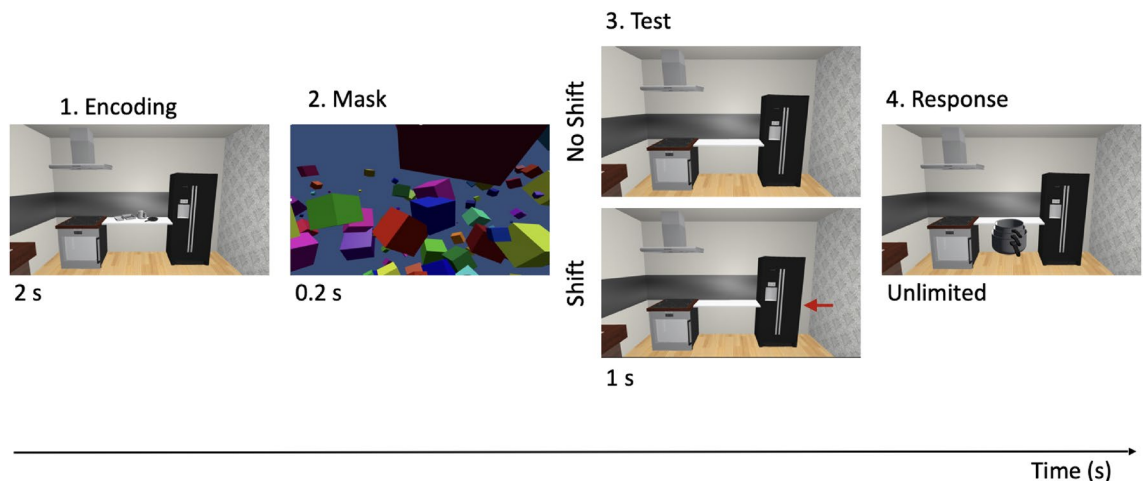 3. Test
1. Encoding
2. Mask
No Shift
4. Response
Shift
2 s
0.2 s
Unlimited
1 s
Time (s)